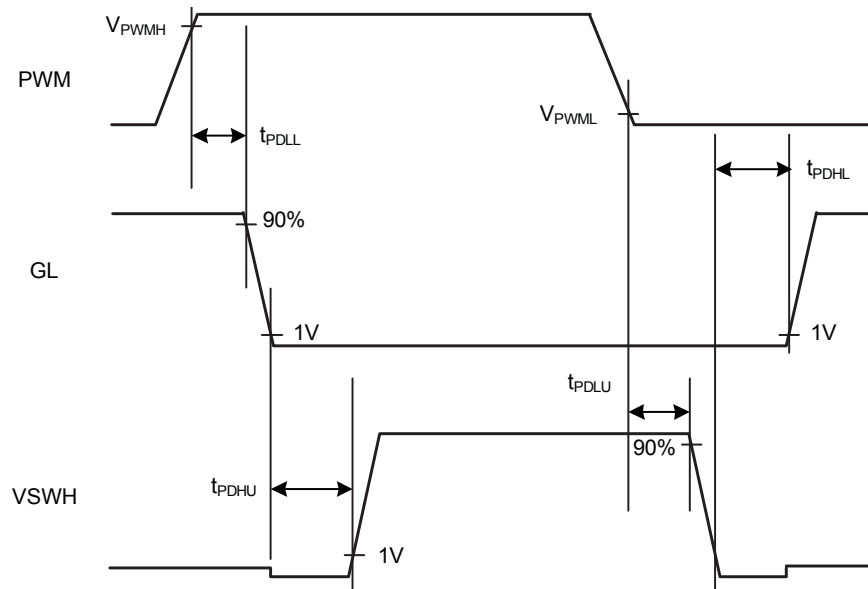 V_PWMH
PWM
t_PDLL
V_PWML
t_PDHL
90%
GL
1V
1V
t_PDLU
90%
t_PDHU
VSWH
1V